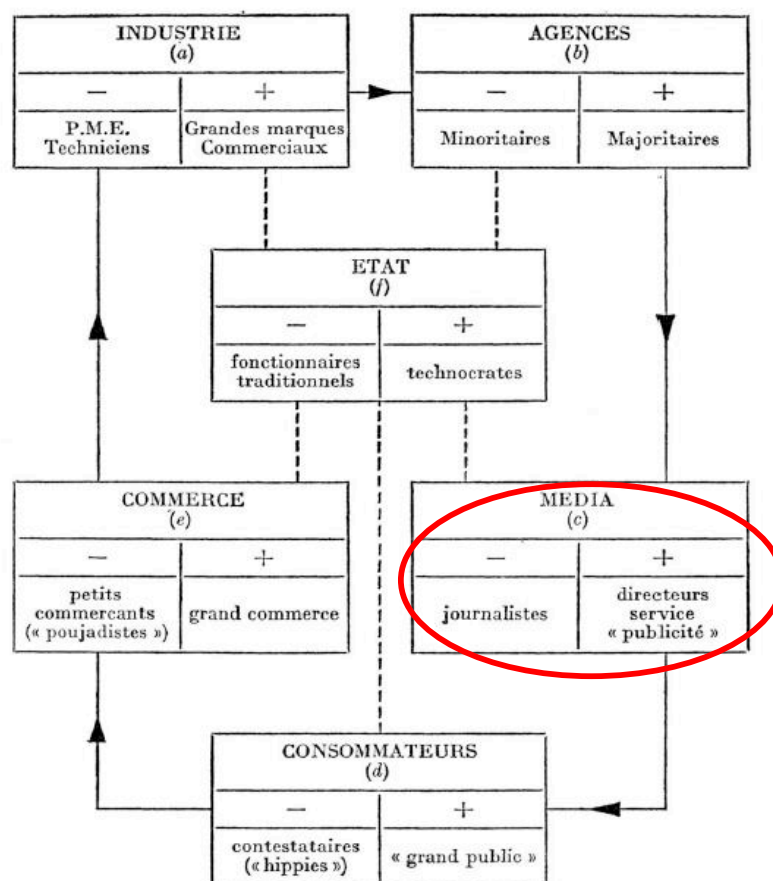 INDUSTRIE
(a)
− +
P.M.E.
Techniciens
Grandes marques
Commerciaux
AGENCES
(b)
− +
Minoritaires
Majoritaires
ETAT
(f)
− +
fonctionnaires
traditionnels
technocrates
COMMERCE
(e)
− +
petits
commercants
(« poujadistes »)
grand commerce
MEDIA
(c)
− +
journalistes
directeurs
service
« publicité »
CONSOMMATEURS
(d)
− +
contestataires
(« hippies »)
« grand public »